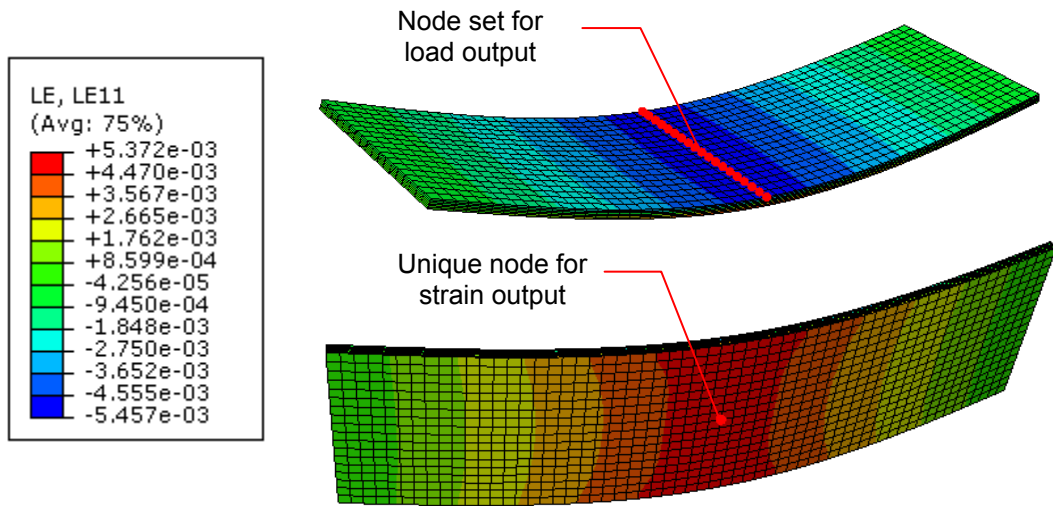 Node set for
load output
LE, LE11
(Avg: 75%)
+5.372e-03
+4.470e-03
+3.567e-03
+2.665e-03
+1.762e-03
+8.599e-04
-4.256e-05
-9.450e-04
-1.848e-03
-2.750e-03
-3.652e-03
-4.555e-03
-5.457e-03
Unique node for
strain output